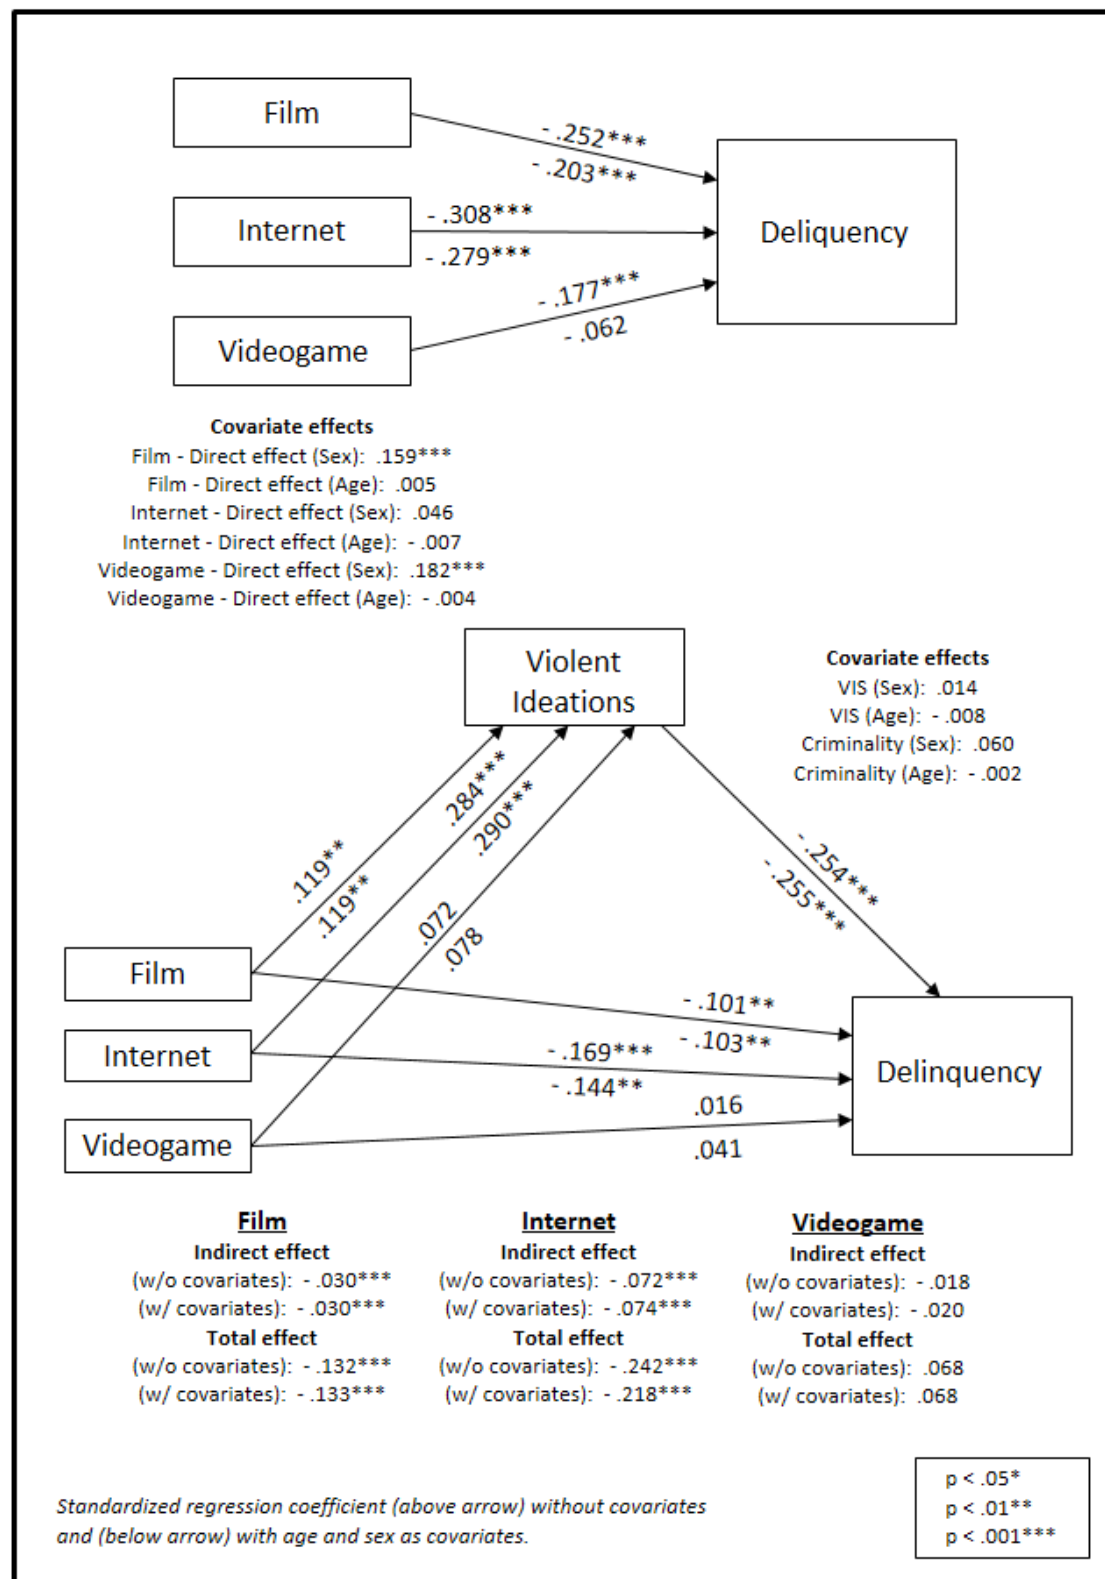 Film
- .252***
- .203***
Internet
- .308***
- .279***
Deliquency
Videogame
- .177***
- .062
Covariate effects
Film - Direct effect (Sex): .159***
Film - Direct effect (Age): .005
Internet - Direct effect (Sex): .046
Internet - Direct effect (Age): - .007
Videogame - Direct effect (Sex): .182***
Videogame - Direct effect (Age): - .004
Violent
Ideations
Covariate effects
VIS (Sex): .014
VIS (Age): - .008
Criminality (Sex): .060
Criminality (Age): - .002
.119**
.119**
.284***
.290***
.072
.078
- .254***
- .255***
Film
Internet
Videogame
- .101**
- .103**
- .169***
- .144**
.016
.041
Delinquency
Film
Indirect effect
(w/o covariates): - .030***
(w/ covariates): - .030***
Total effect
(w/o covariates): - .132***
(w/ covariates): - .133***
Internet
Indirect effect
(w/o covariates): - .072***
(w/ covariates): - .074***
Total effect
(w/o covariates): - .242***
(w/ covariates): - .218***
Videogame
Indirect effect
(w/o covariates): - .018
(w/ covariates): - .020
Total effect
(w/o covariates): .068
(w/ covariates): .068
Standardized regression coefficient (above arrow) without covariates
and (below arrow) with age and sex as covariates.
p < .05*
p < .01**
p < .001***